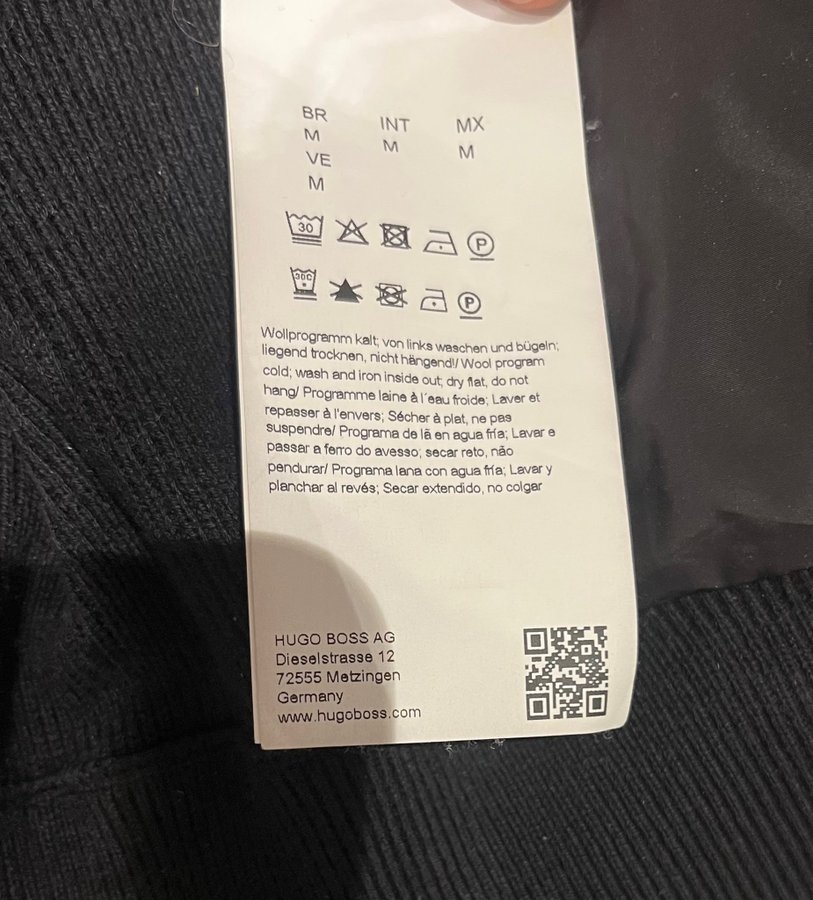 BR INT MX
M M M
VE
M
30
30C
P
P
Wollprogramm kalt; von links waschen und bügeln;
liegend trocknen, nicht hängend!/ Wool program
cold; wash and iron inside out; dry flat, do not
hang/ Programme laine à l´eau froide; Laver et
repasser à l'envers; Sécher à plat, ne pas
suspendre/ Programa de lã en agua fría; Lavar e
passar a ferro do avesso; secar reto, não
pendurar/ Programa lana con agua fría; Lavar y
planchar al revés; Secar extendido, no colgar
HUGO BOSS AG
Dieselstrasse 12
72555 Metzingen
Germany
www.hugoboss.com